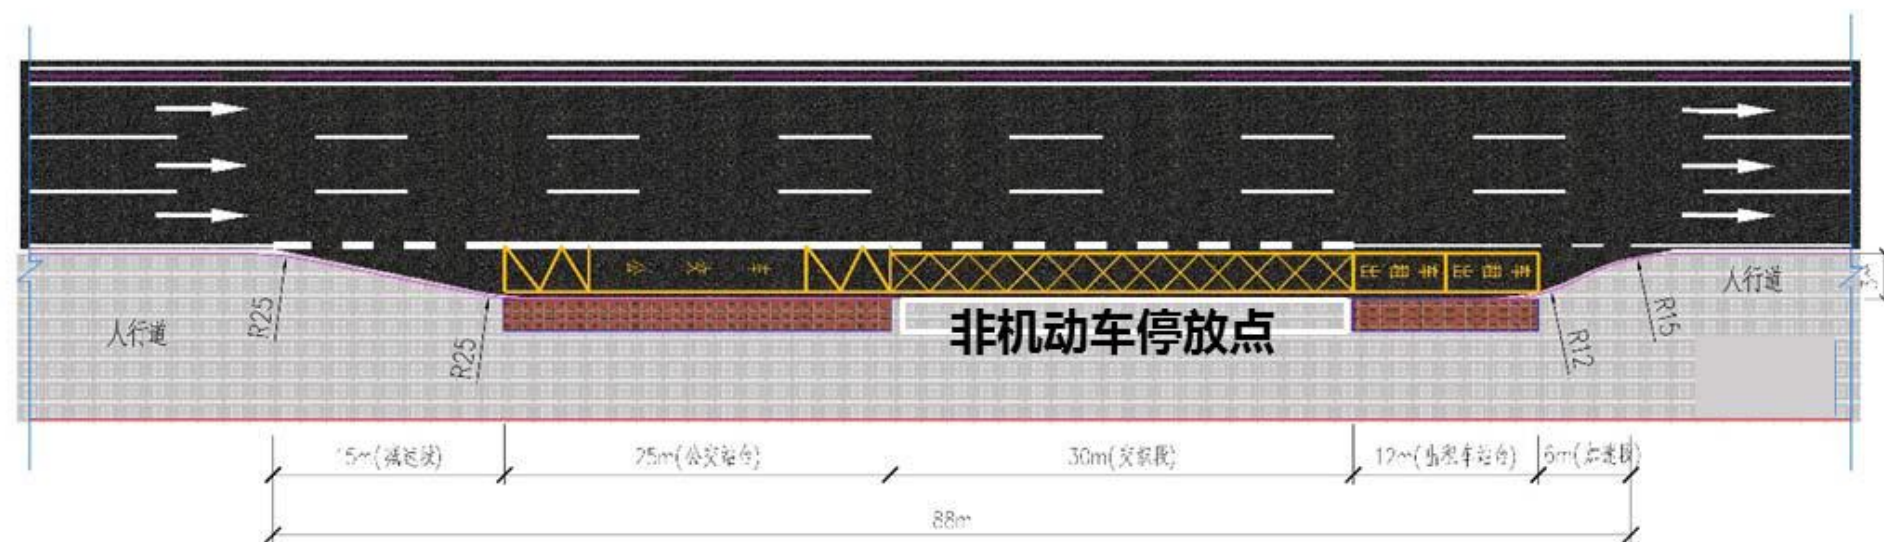 公交车
出租车
出租车
人行道
人行道
R25
R25
R12
R15
非机动车停放点
15m(减速段)
25m(公交站台)
30m(交织段)
12m(出租车站台)
6m(加速段)
88m